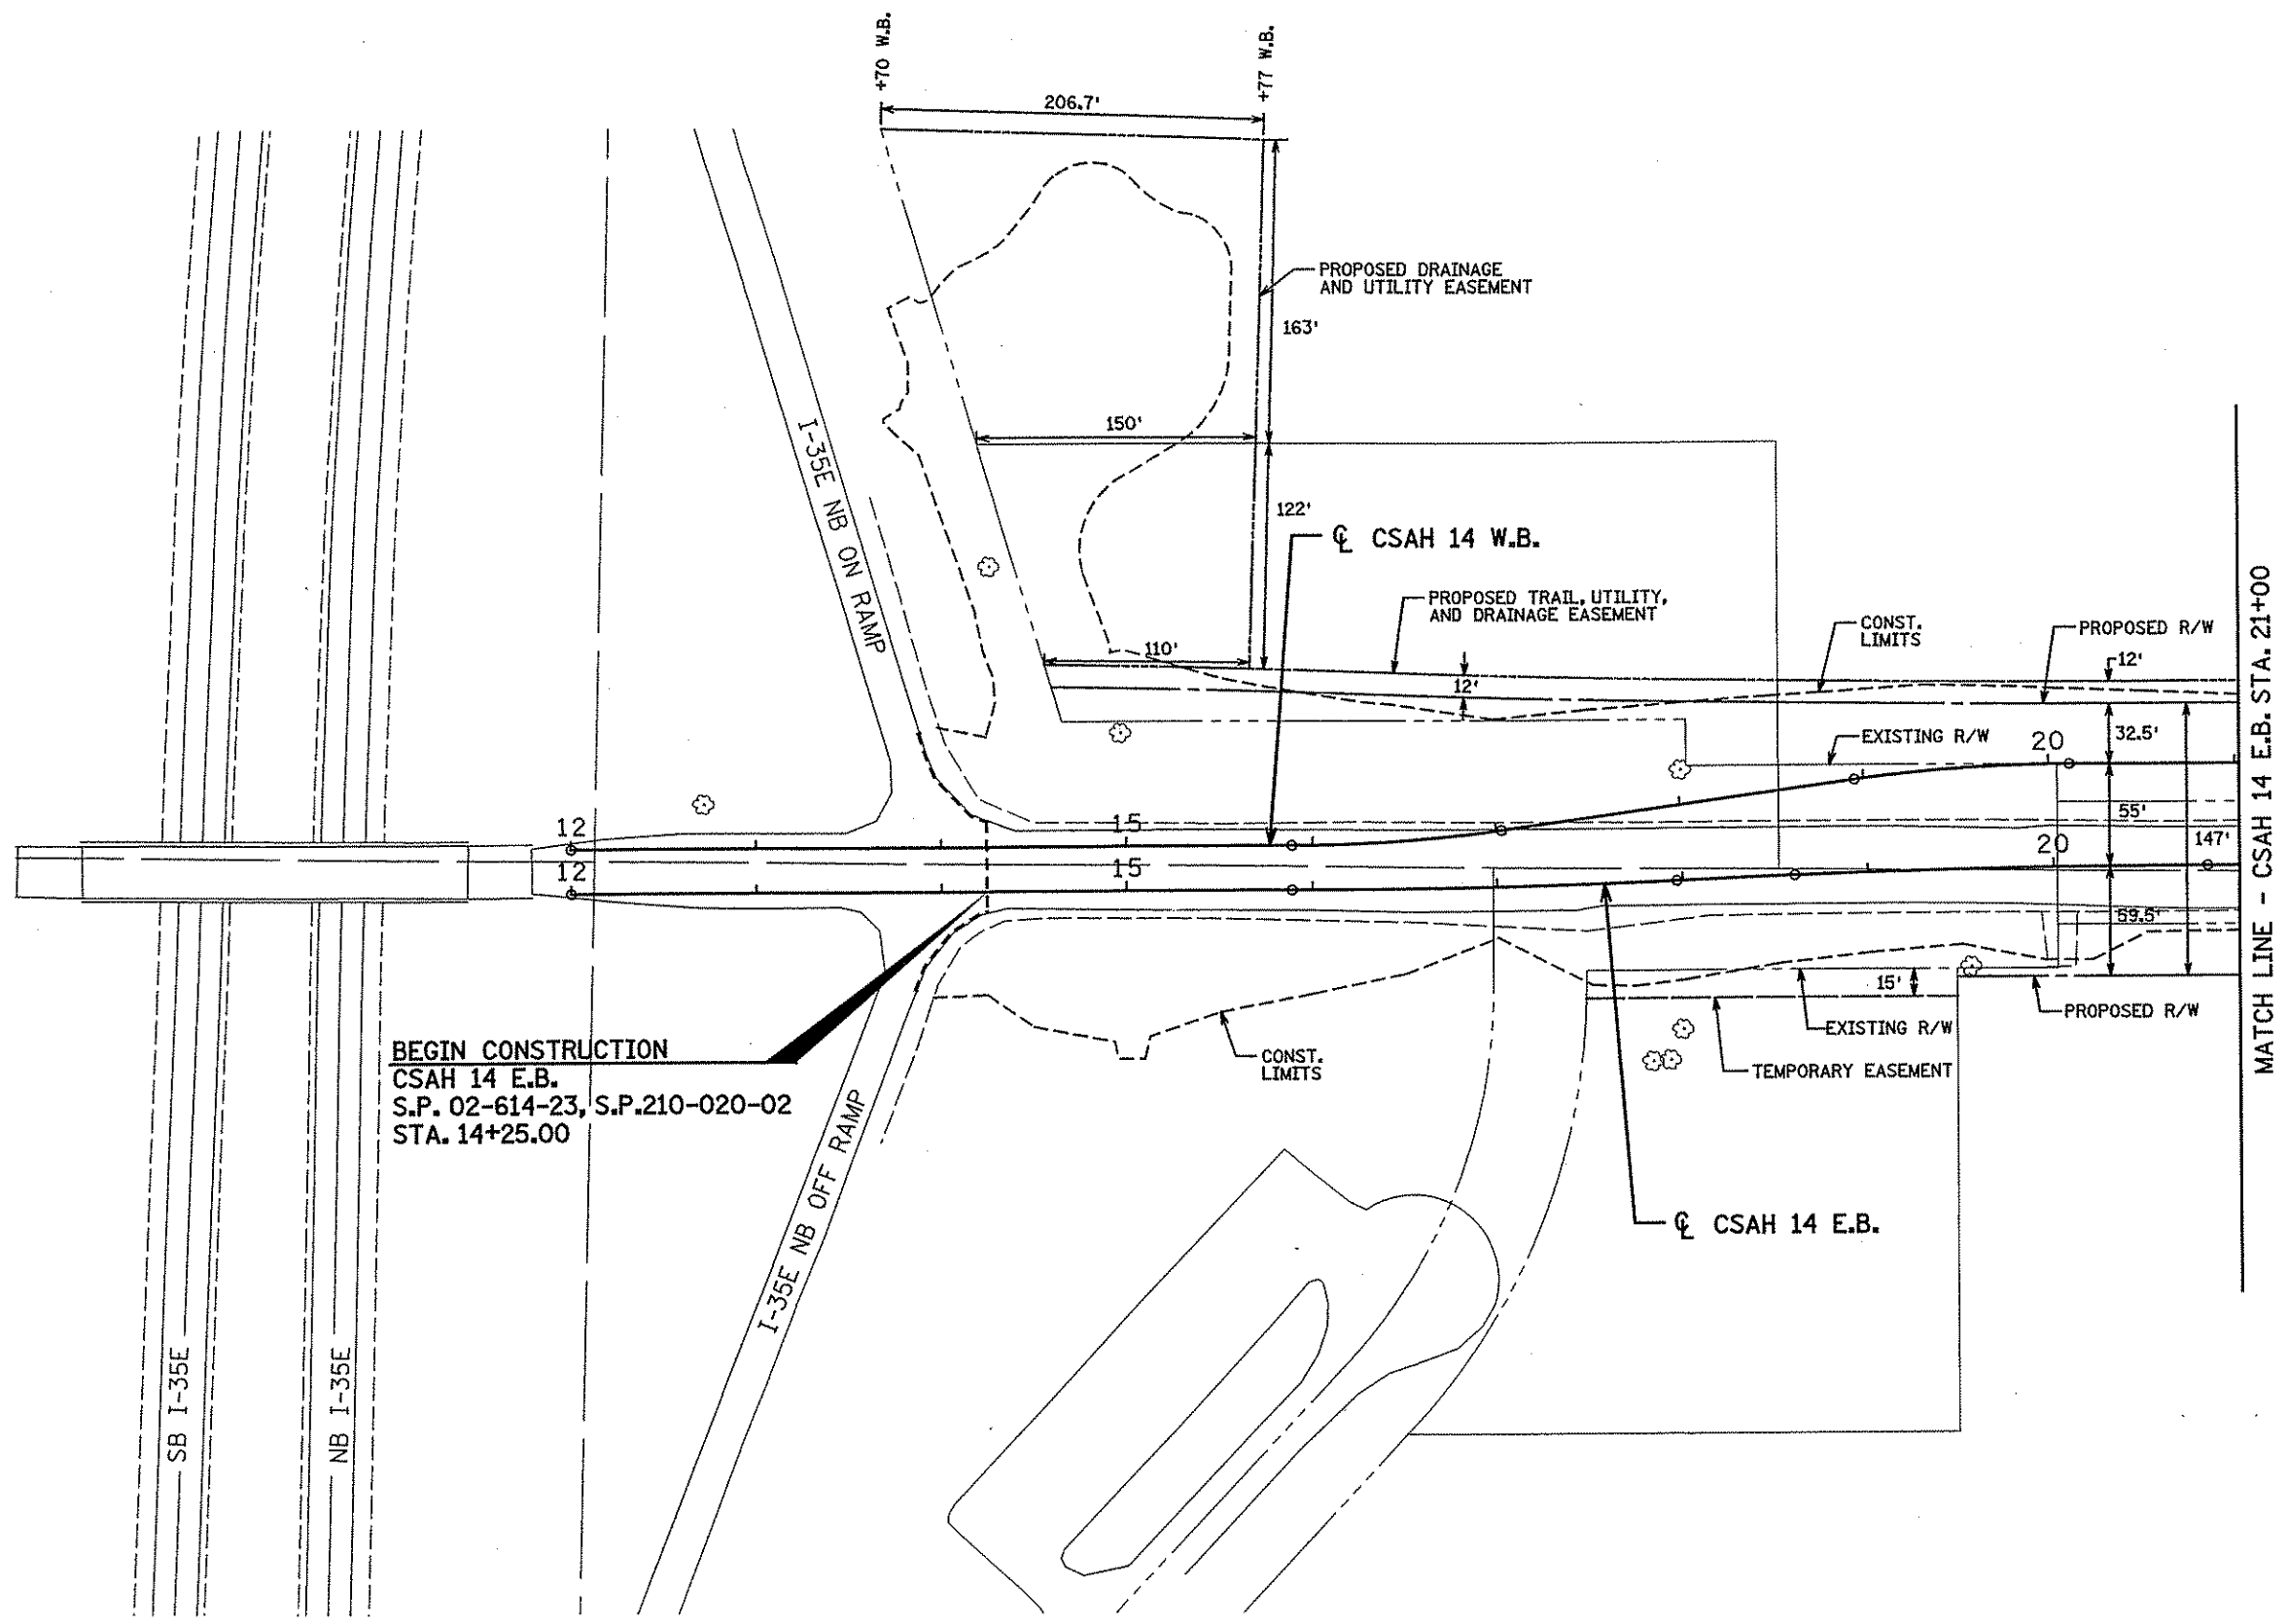 +70 W.B.
+77 W.B.
206.7'
PROPOSED DRAINAGE
AND UTILITY EASEMENT
163'
150'
I-35E NB ON RAMP
122'
℄ CSAH 14 W.B.
PROPOSED TRAIL, UTILITY,
AND DRAINAGE EASEMENT
CONST.
LIMITS
PROPOSED R/W
110'
12'
12'
EXISTING R/W
20
32.5'
12
15
55'
147'
12
15
20
59.5'
15'
PROPOSED R/W
EXISTING R/W
TEMPORARY EASEMENT
CONST.
LIMITS
BEGIN CONSTRUCTION
CSAH 14 E.B.
S.P. 02-614-23, S.P.210-020-02
STA. 14+25.00
I-35E NB OFF RAMP
℄ CSAH 14 E.B.
SB I-35E
NB I-35E
MATCH LINE - CSAH 14 E.B. STA. 21+00